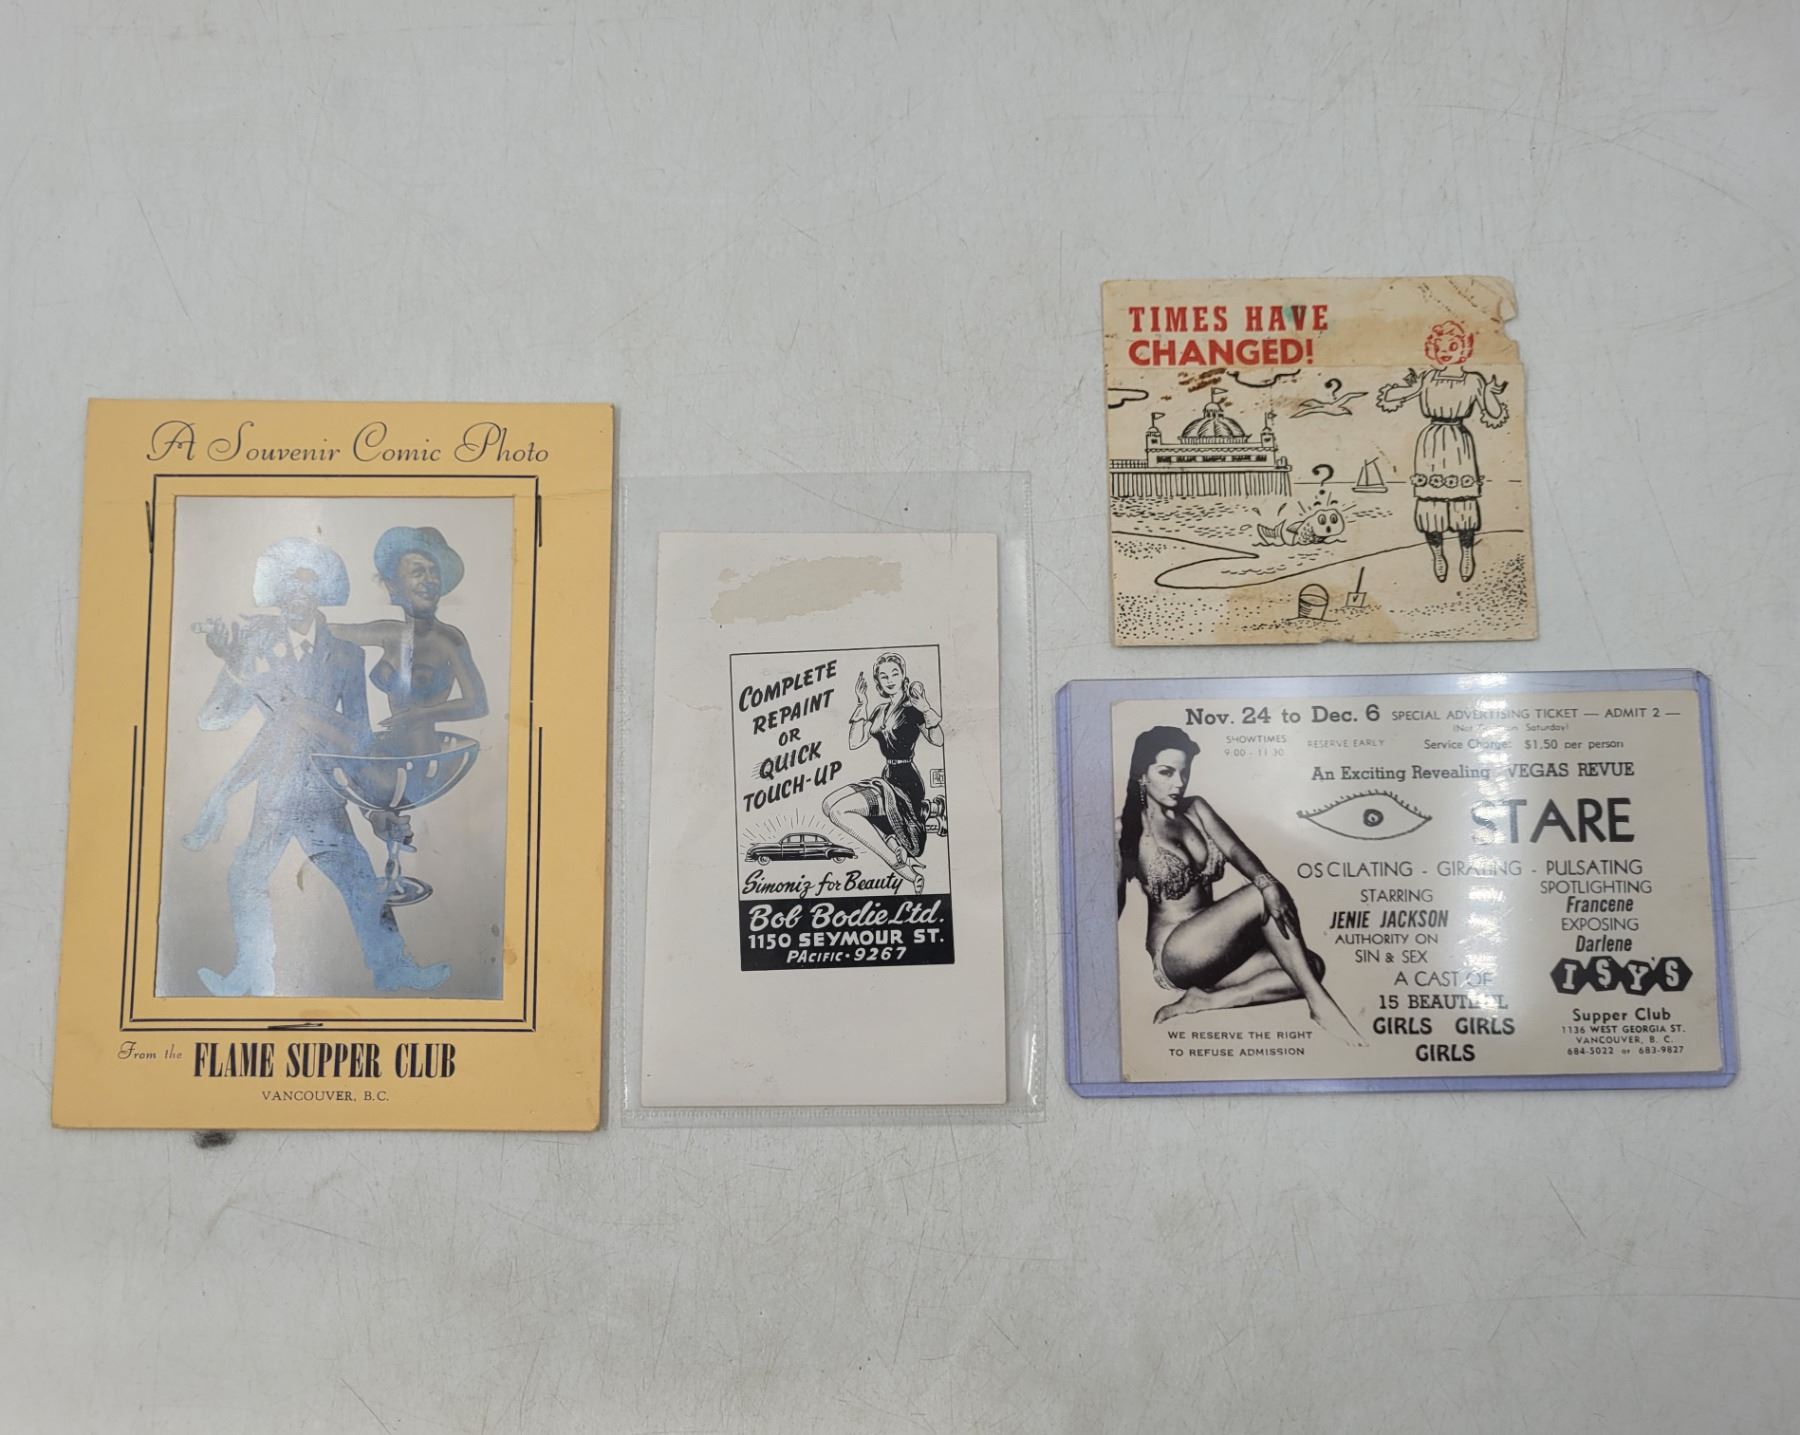 A Souvenir Comic Photo
From the FLAME SUPPER CLUB
VANCOUVER, B.C.
COMPLETE
REPAINT
OR
QUICK
TOUCH-UP
Simoniz for Beauty
Bob Bodie Ltd.
1150 SEYMOUR ST.
PACIFIC · 9267
TIMES HAVE
CHANGED!
?
?
Nov. 24 to Dec. 6 SPECIAL ADVERTISING TICKET — ADMIT 2 —
Saturday)
SHOWTIMES
9:00 - 11:30
RESERVE EARLY
Service Charge: $1.50 per person
An Exciting Revealing VEGAS REVUE
STARE
OSCILATING - GIRATING - PULSATING
STARRING
JENIE JACKSON
AUTHORITY ON
SIN & SEX
A CAST OF
15 BEAUTIFUL
GIRLS GIRLS
GIRLS
SPOTLIGHTING
Francene
EXPOSING
Darlene
ISY'S
Supper Club
1136 WEST GEORGIA ST.
VANCOUVER, B. C.
684-5022 or 683-9827
WE RESERVE THE RIGHT
TO REFUSE ADMISSION